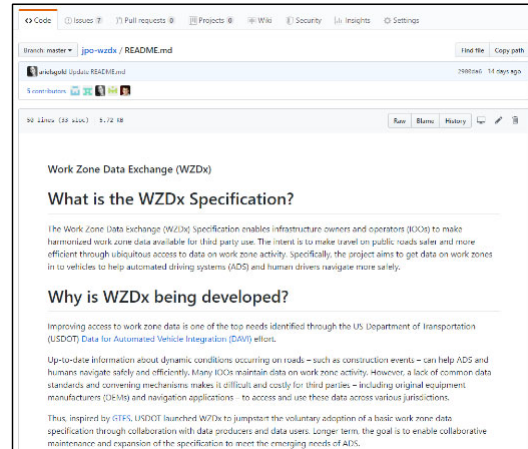 Code Issues 7 Pull requests 0 Projects 0 Wiki Security Insights Settings
Branch: master jpo-wzdx / README.md Find file Copy path
arielsgold Update README.md 14 days ago
5 contributors
50 lines (33 sloc) 5.72 KB Raw Blame History
Work Zone Data Exchange (WZDx)
What is the WZDx Specification?
The Work Zone Data Exchange (WZDx) Specification enables infrastructure owners and operators (IOOs) to make
harmonized work zone data available for third party use. The intent is to make travel on public roads safer and more
efficient through ubiquitous access to data on work zone activity. Specifically, the project aims to get data on work zones
in to vehicles to help automated driving systems (ADS) and human drivers navigate more safely.
Why is WZDx being developed?
Improving access to work zone data is one of the top needs identified through the US Department of Transportation
(USDOT) Data for Automated Vehicle Integration (DAVI) effort.
Up-to-date information about dynamic conditions occurring on roads – such as construction events – can help ADS and
humans navigate safely and efficiently. Many IOOs maintain data on work zone activity. However, a lack of common data
standards and convening mechanisms makes it difficult and costly for third parties – including original equipment
manufacturers (OEMs) and navigation applications – to access and use these data across various jurisdictions.
Thus, inspired by GTFS, USDOT launched WZDx to jumpstart the voluntary adoption of a basic work zone data
specification through collaboration with data producers and data users. Longer term, the goal is to enable collaborative
maintenance and expansion of the specification to meet the emerging needs of ADS.